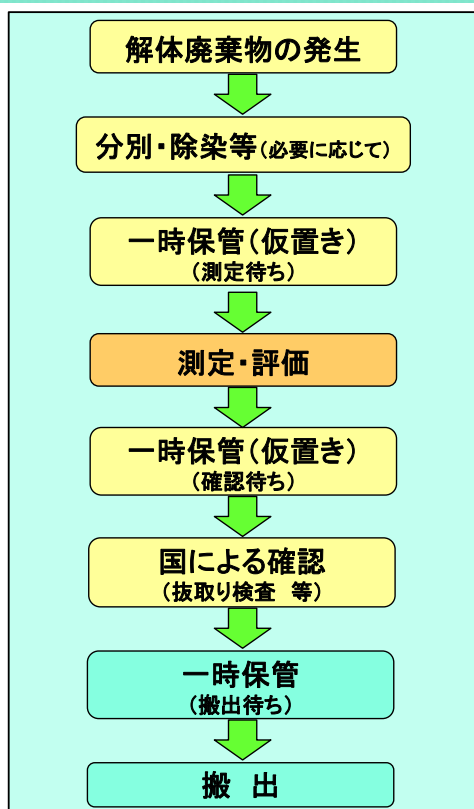 解体廃棄物の発生
分別・除染等(必要に応じて)
一時保管(仮置き)
(測定待ち)
測定・評価
一時保管(仮置き)
(確認待ち)
国による確認
(抜取り検査　等)
一時保管
(搬出待ち)
搬　出